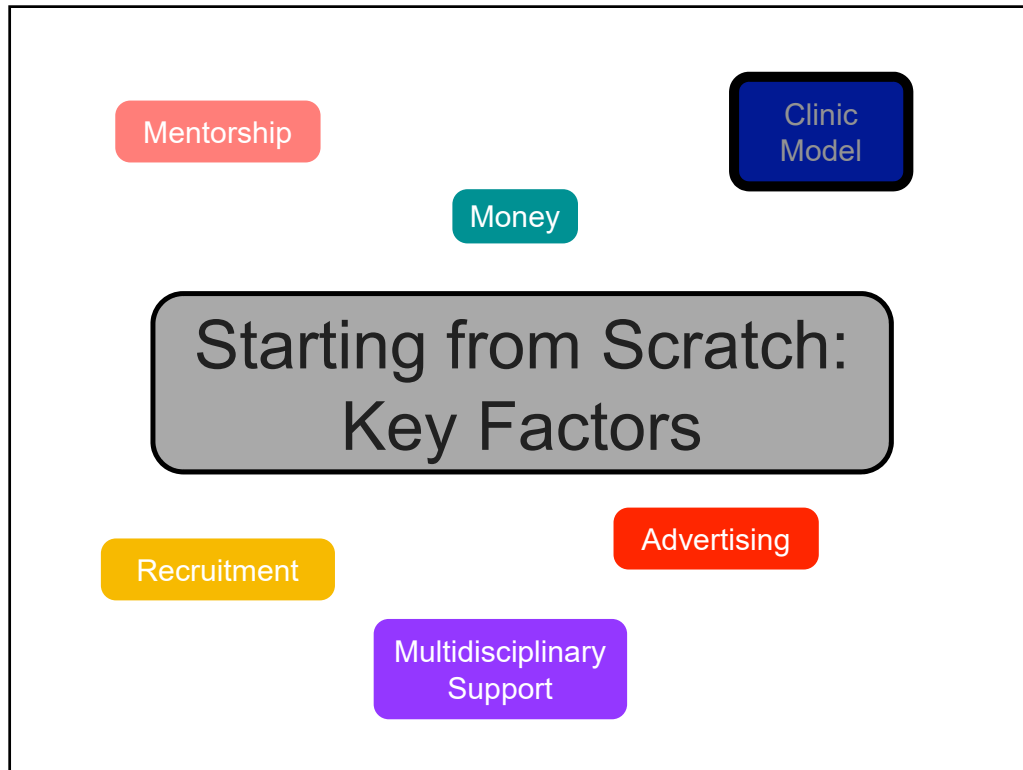 Mentorship
Clinic
Model
Money
Starting from Scratch:
Key Factors
Advertising
Recruitment
Multidisciplinary
Support